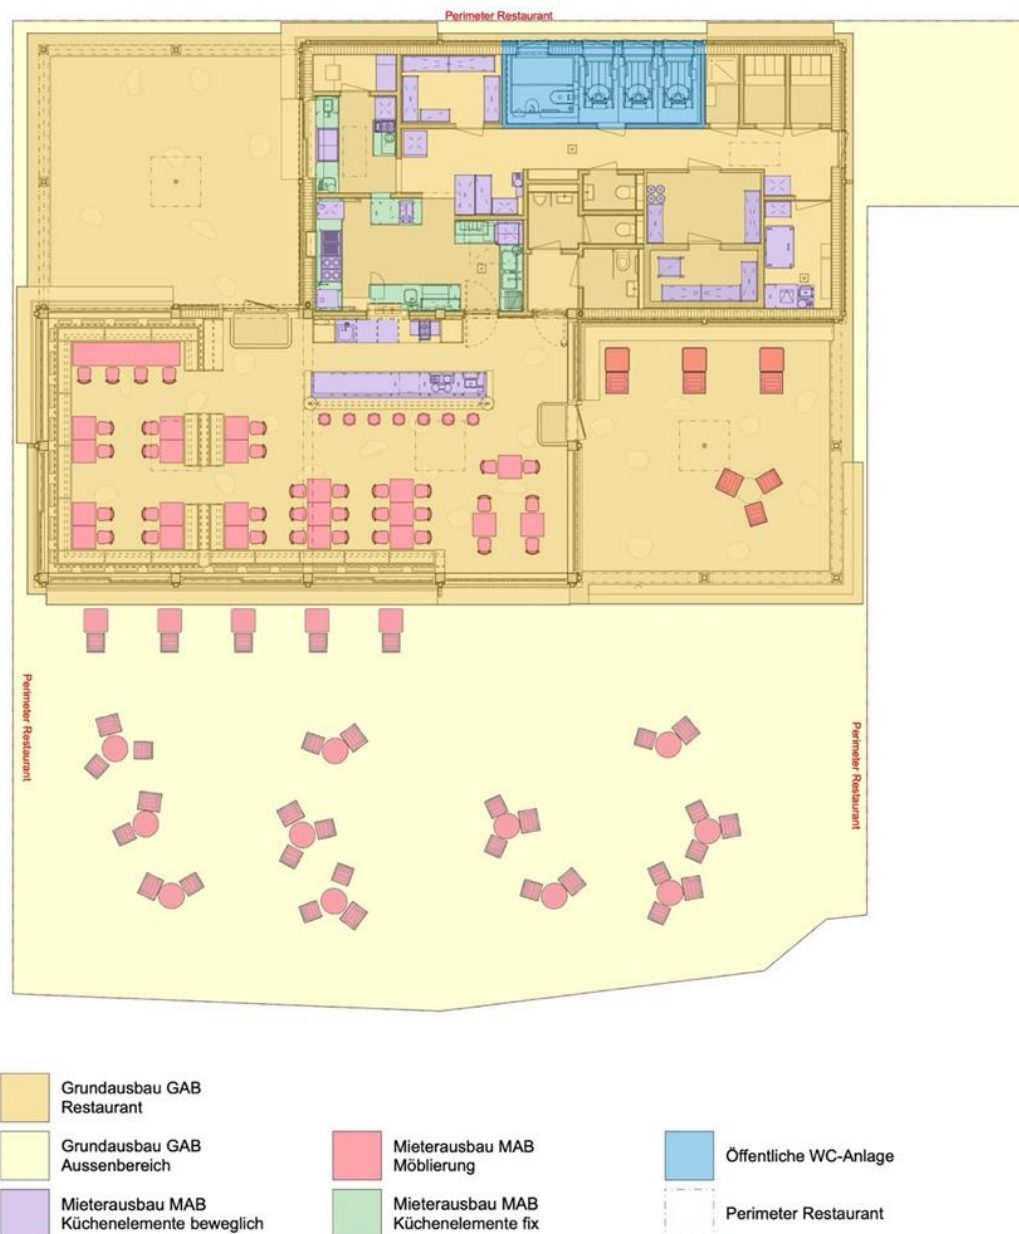 Perimeter Restaurant
Perimeter Restaurant
Perimeter Restaurant
Grundausbau GAB
Restaurant
Grundausbau GAB
Aussenbereich
Mieterausbau MAB
Küchenelemente beweglich
Mieterausbau MAB
Möblierung
Mieterausbau MAB
Küchenelemente fix
Öffentliche WC-Anlage
Perimeter Restaurant